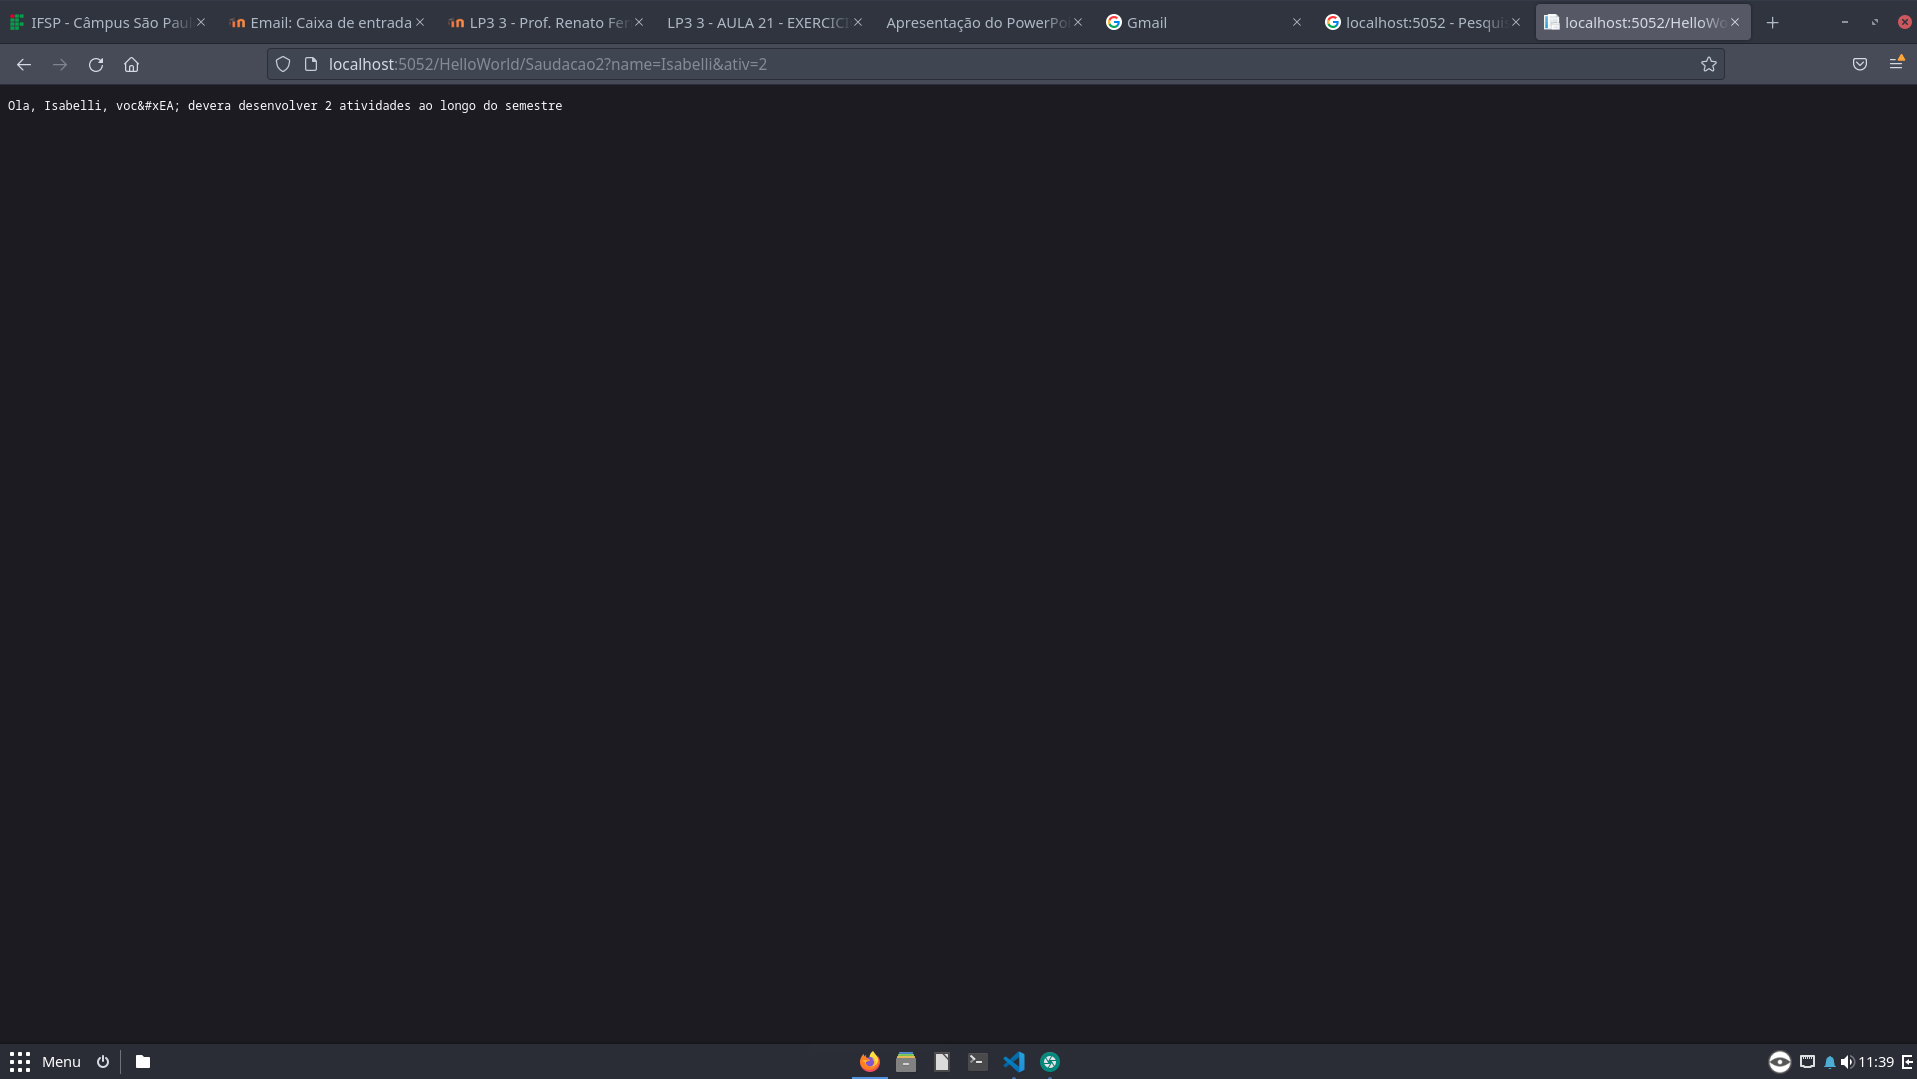 IFSP - Câmpus São Paul
Email: Caixa de entrada
LP3 3 - Prof. Renato Fer
LP3 3 - AULA 21 - EXERCICI
Apresentação do PowerPo
Gmail
localhost:5052 - Pesquis
localhost:5052/HelloWo
localhost:5052/HelloWorld/Saudacao2?name=Isabelli&ativ=2
Ola, Isabelli, voc&#xEA; devera desenvolver 2 atividades ao longo do semestre
Menu
11:39